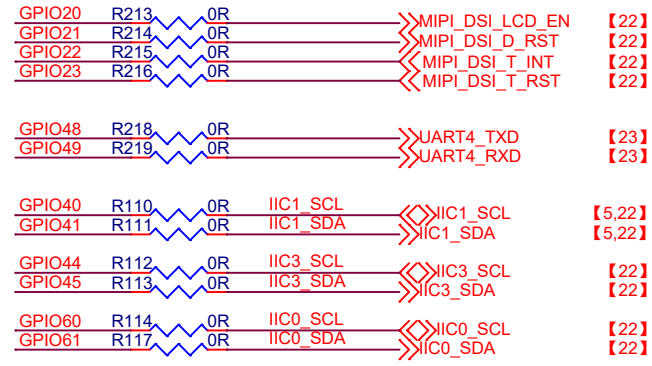 GPIO20 R213 0R MIPI_DSI_LCD_EN 【22】
GPIO21 R214 0R MIPI_DSI_D_RST 【22】
GPIO22 R215 0R MIPI_DSI_T_INT 【22】
GPIO23 R216 0R MIPI_DSI_T_RST 【22】
GPIO48 R218 0R UART4_TXD 【23】
GPIO49 R219 0R UART4_RXD 【23】
GPIO40 R110 0R IIC1_SCL IIC1_SCL 【5,22】
GPIO41 R111 0R IIC1_SDA IIC1_SDA 【5,22】
GPIO44 R112 0R IIC3_SCL IIC3_SCL 【22】
GPIO45 R113 0R IIC3_SDA IIC3_SDA 【22】
GPIO60 R114 0R IIC0_SCL IIC0_SCL 【22】
GPIO61 R117 0R IIC0_SDA IIC0_SDA 【22】